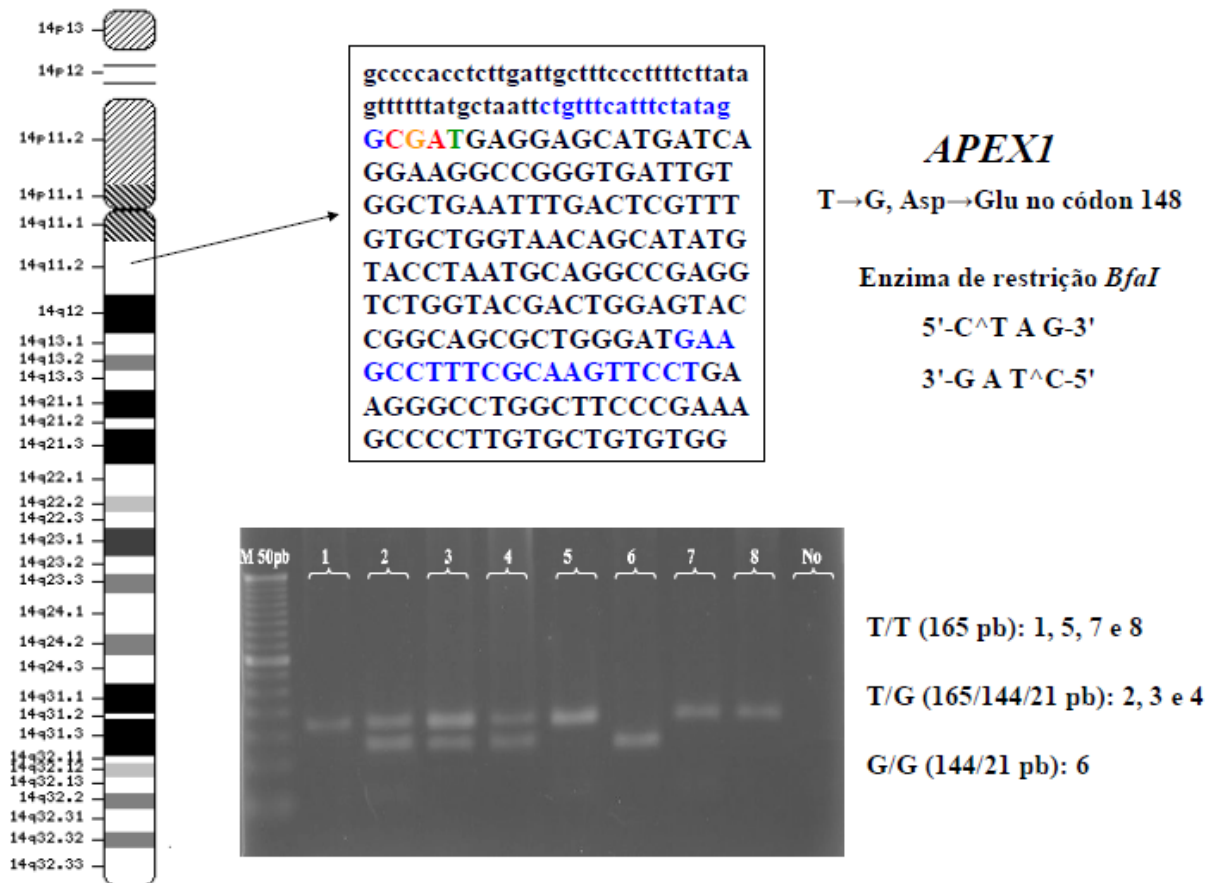 14p13
14p12
14p11.2
14p11.1
14q11.1
14q11.2
14q12
14q13.1
14q13.2
14q13.3
14q21.1
14q21.2
14q21.3
14q22.1
14q22.2
14q22.3
14q23.1
14q23.2
14q23.3
14q24.1
14q24.2
14q24.3
14q31.1
14q31.2
14q31.3
14q32.11
14q32.12
14q32.13
14q32.2
14q32.31
14q32.32
14q32.33
gccccacctcttgattgctttcccttttcttata
gttttttatgctaattctgtttcatttctatag
GCGATGAGGAGCATGATCA
GGAAGGCCGGGTGATTGT
GGCTGAATTTGACTCGTTT
GTGCTGGTAACAGCATATG
TACCTAATGCAGGCCGAGG
TCTGGTACGACTGGAGTAC
CGGCAGCGCTGGGATGAA
GCCTTTCGCAAGTTCCTGA
AGGGCCTGGCTTCCCGAAA
GCCCCTTGTGCTGTGTGG
APEX1
T→G, Asp→Glu no códon 148
Enzima de restrição BfaI
5'-C^T A G-3'
3'-G A T^C-5'
M 50pb 1 2 3 4 5 6 7 8 No
T/T (165 pb): 1, 5, 7 e 8
T/G (165/144/21 pb): 2, 3 e 4
G/G (144/21 pb): 6